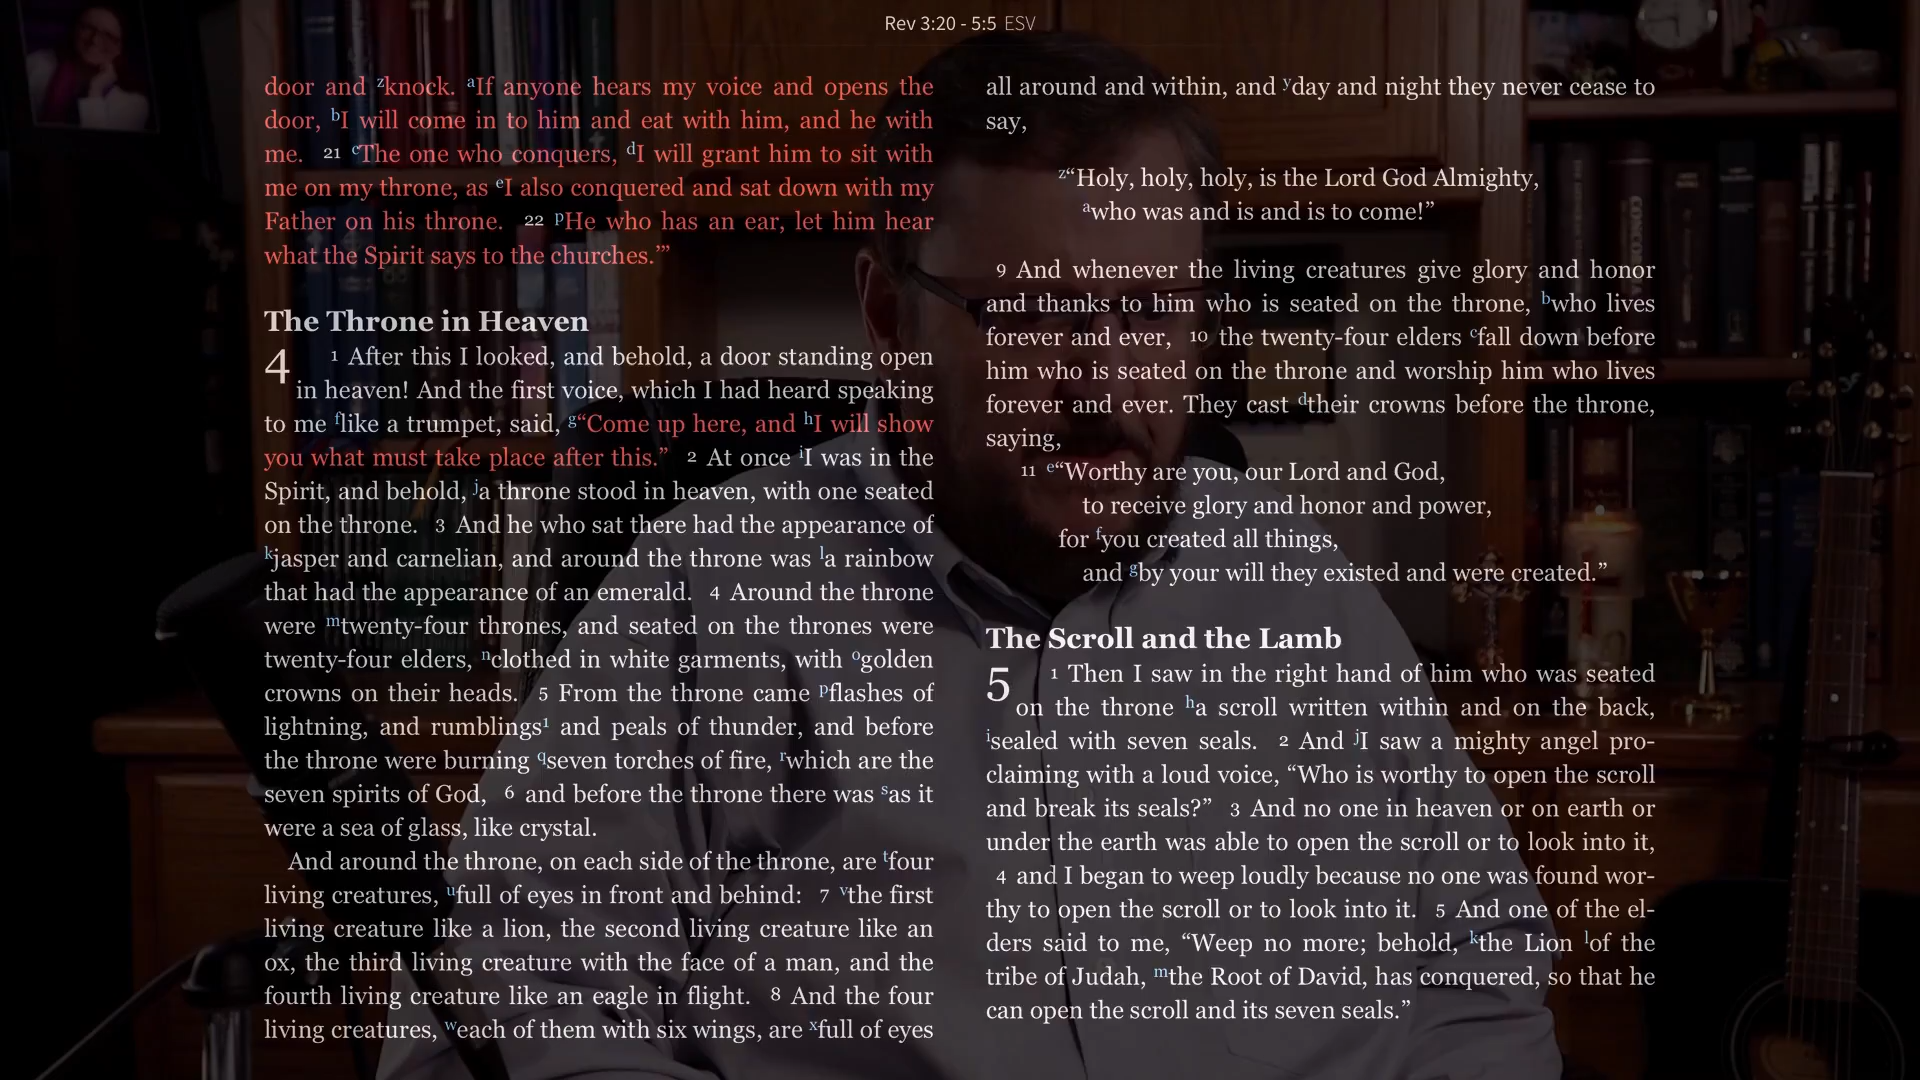 Rev 3:20 - 5:5 ESV
door and zknock. aIf anyone hears my voice and opens the
door, bI will come in to him and eat with him, and he with
me. 21 cThe one who conquers, dI will grant him to sit with
me on my throne, as eI also conquered and sat down with my
Father on his throne. 22 pHe who has an ear, let him hear
what the Spirit says to the churches.’”
The Throne in Heaven
4 1 After this I looked, and behold, a door standing open
in heaven! And the first voice, which I had heard speaking
to me flike a trumpet, said, g“Come up here, and hI will show
you what must take place after this.” 2 At once iI was in the
Spirit, and behold, ja throne stood in heaven, with one seated
on the throne. 3 And he who sat there had the appearance of
kjasper and carnelian, and around the throne was la rainbow
that had the appearance of an emerald. 4 Around the throne
were mtwenty-four thrones, and seated on the thrones were
twenty-four elders, nclothed in white garments, with ogolden
crowns on their heads. 5 From the throne came pflashes of
lightning, and rumblings1 and peals of thunder, and before
the throne were burning qseven torches of fire, rwhich are the
seven spirits of God, 6 and before the throne there was sas it
were a sea of glass, like crystal.
And around the throne, on each side of the throne, are tfour
living creatures, ufull of eyes in front and behind: 7 vthe first
living creature like a lion, the second living creature like an
ox, the third living creature with the face of a man, and the
fourth living creature like an eagle in flight. 8 And the four
living creatures, weach of them with six wings, are xfull of eyes
all around and within, and yday and night they never cease to
say,
z“Holy, holy, holy, is the Lord God Almighty,
awho was and is and is to come!”
9 And whenever the living creatures give glory and honor
and thanks to him who is seated on the throne, bwho lives
forever and ever, 10 the twenty-four elders cfall down before
him who is seated on the throne and worship him who lives
forever and ever. They cast dtheir crowns before the throne,
saying,
11 e“Worthy are you, our Lord and God,
to receive glory and honor and power,
for fyou created all things,
and gby your will they existed and were created.”
The Scroll and the Lamb
5 1 Then I saw in the right hand of him who was seated
on the throne ha scroll written within and on the back,
isealed with seven seals. 2 And jI saw a mighty angel pro-
claiming with a loud voice, “Who is worthy to open the scroll
and break its seals?” 3 And no one in heaven or on earth or
under the earth was able to open the scroll or to look into it,
4 and I began to weep loudly because no one was found wor-
thy to open the scroll or to look into it. 5 And one of the el-
ders said to me, “Weep no more; behold, kthe Lion lof the
tribe of Judah, mthe Root of David, has conquered, so that he
can open the scroll and its seven seals.”